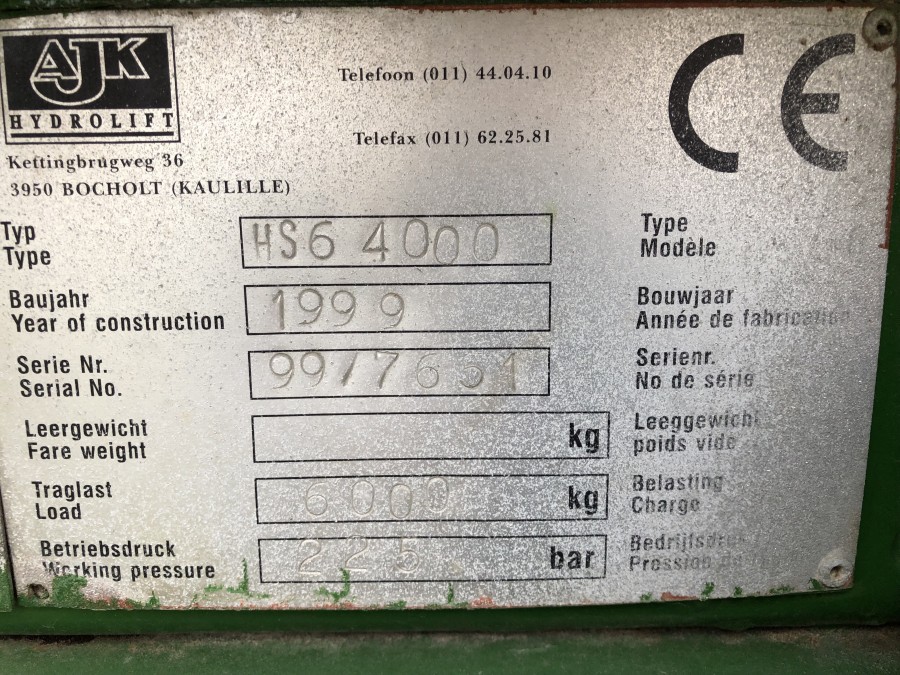 AJK
HYDROLIFT
Telefoon (011) 44.04.10
Telefax (011) 62.25.81
CE
Kettingbrugweg 36
3950 BOCHOLT (KAULILLE)
Typ
Type
HS6 4000
Type
Modèle
Baujahr
Year of construction
1999
Bouwjaar
Année de fabrication
Serie Nr.
Serial No.
Serienr.
No de série
Leergewicht
Fare weight
kg
Leeggewicht
poids vide
Traglast
Load
6000 kg
Belasting
Charge
Betriebsdruck
Working pressure
225 bar
Bedrijfsdruk
Pression